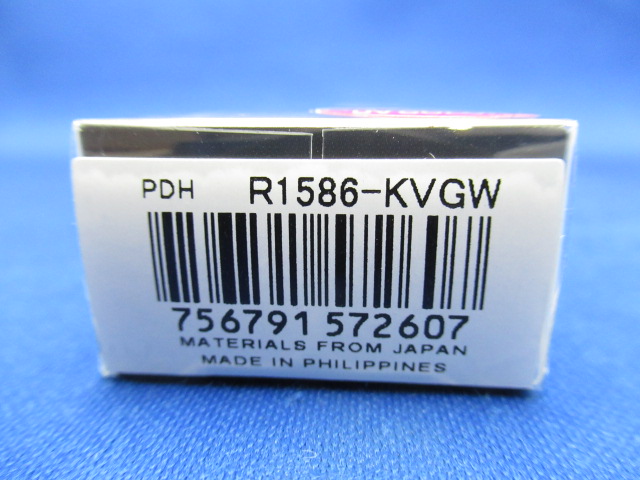 PDH R1586-KVGW
756791 572607
MATERIALS FROM JAPAN
MADE IN PHILIPPINES